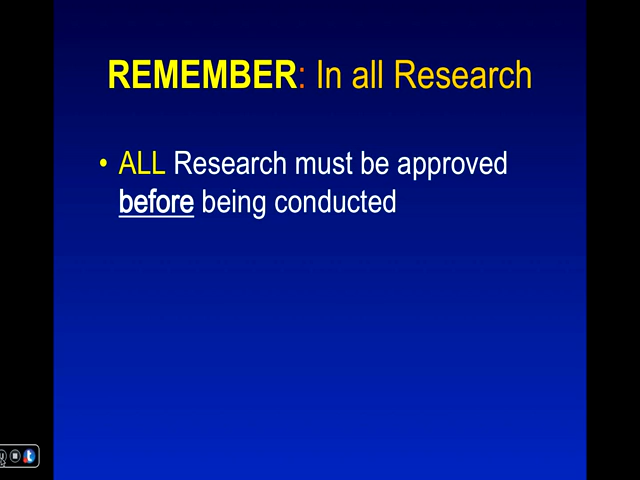 REMEMBER: In all Research
• ALL Research must be approved
before being conducted